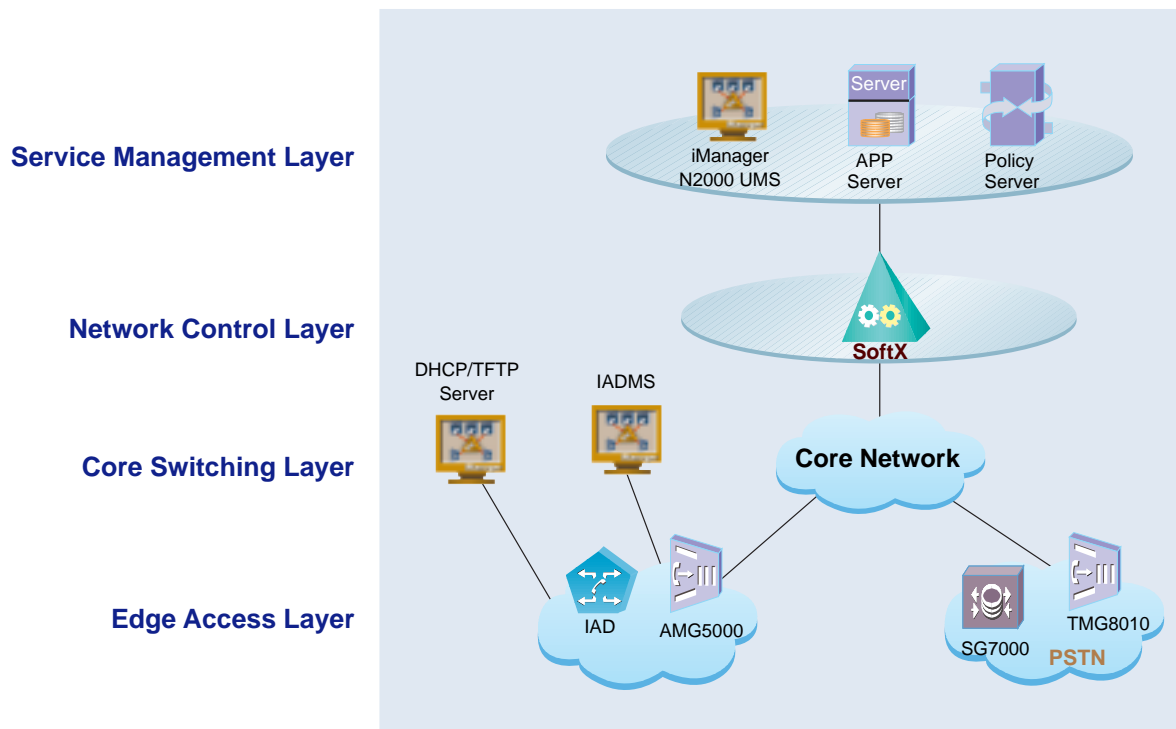 Server
Service Management Layer
iManager
N2000 UMS
APP
Server
Policy
Server
Network Control Layer
SoftX
DHCP/TFTP
Server
IADMS
Core Switching Layer
Core Network
Edge Access Layer
IAD
AMG5000
SG7000
TMG8010
PSTN